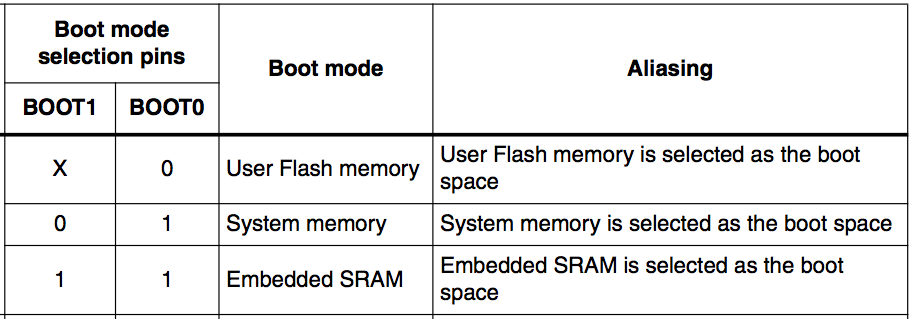 Boot mode
selection pins
Boot mode
Aliasing
BOOT1 BOOT0
X 0 User Flash memory User Flash memory is selected as the boot
space
0 1 System memory System memory is selected as the boot space
1 1 Embedded SRAM Embedded SRAM is selected as the boot
space